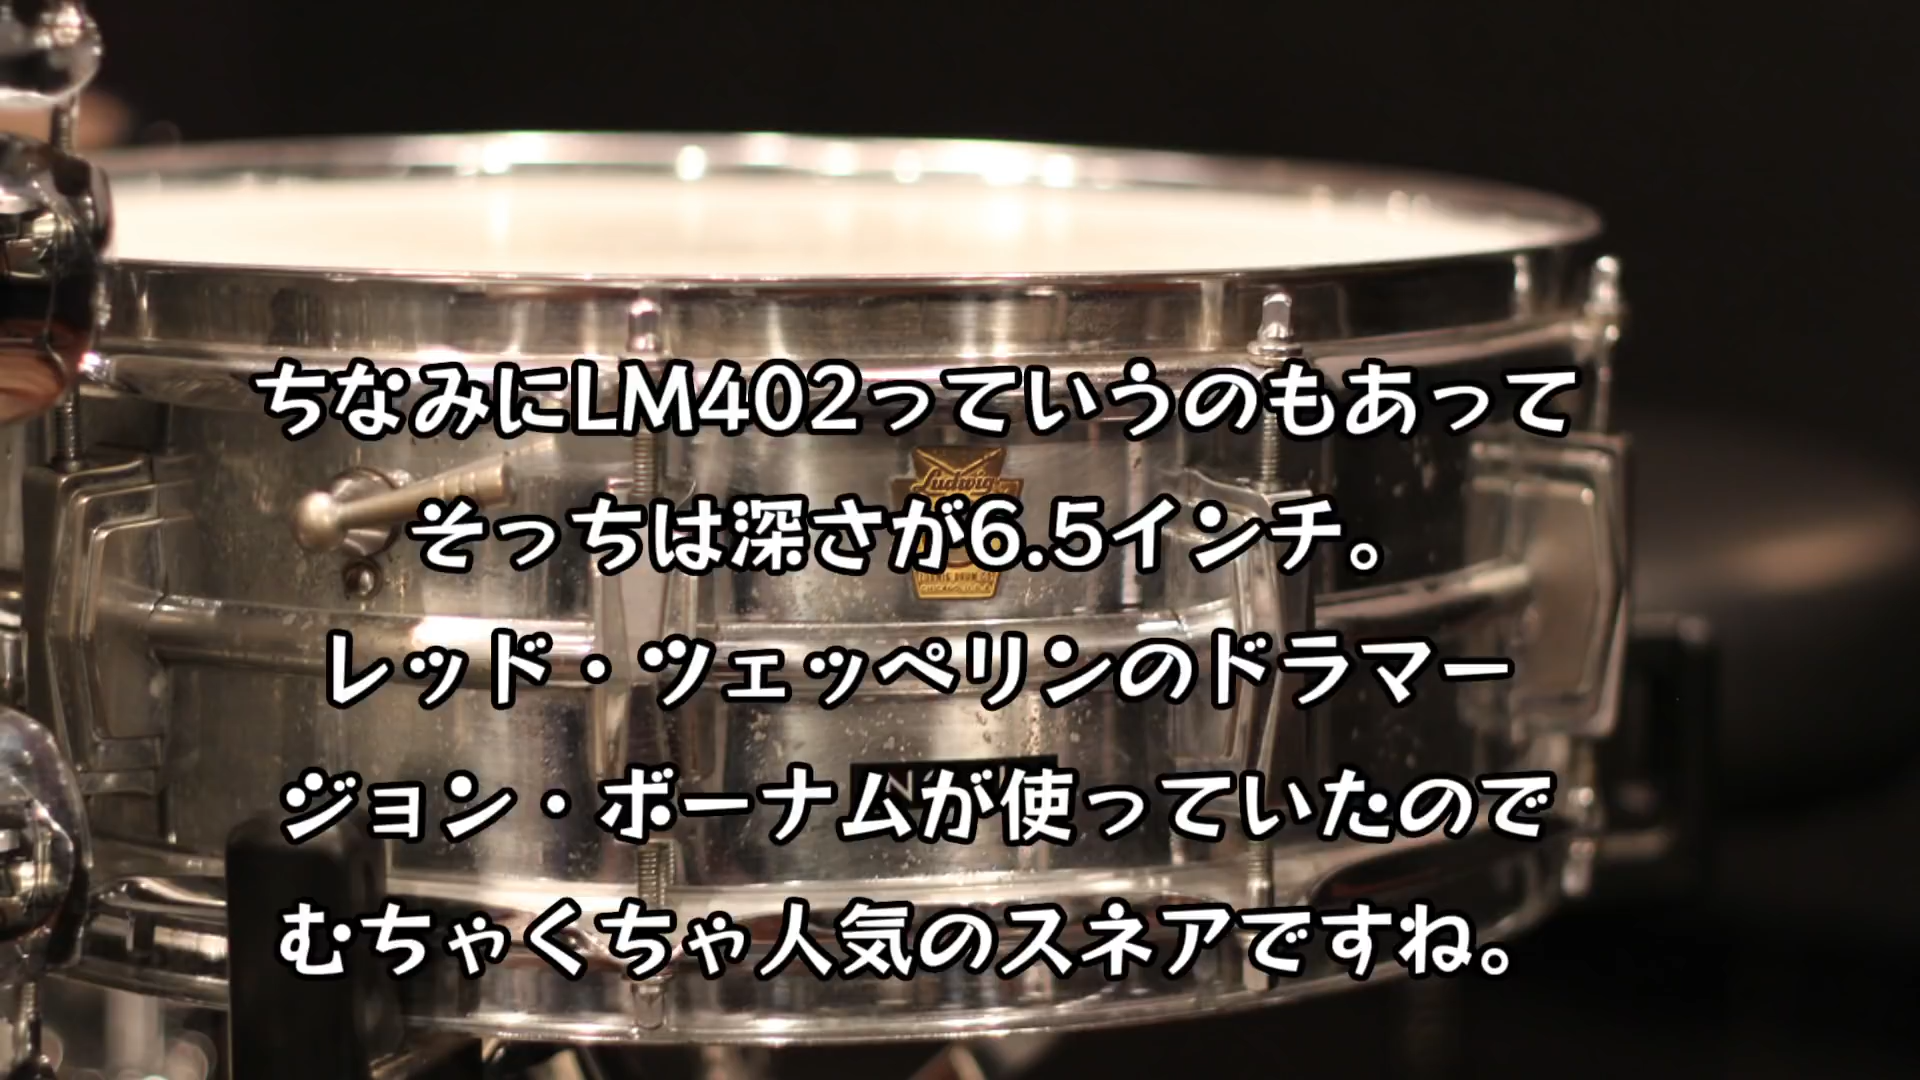 ちなみにLM402っていうのもあって
Ludwig
そっちは深さが6.5インチ。
レッド・ツェッペリンのドラマー
ジョン・ボーナムが使っていたので
むちゃくちゃ人気のスネアですね。